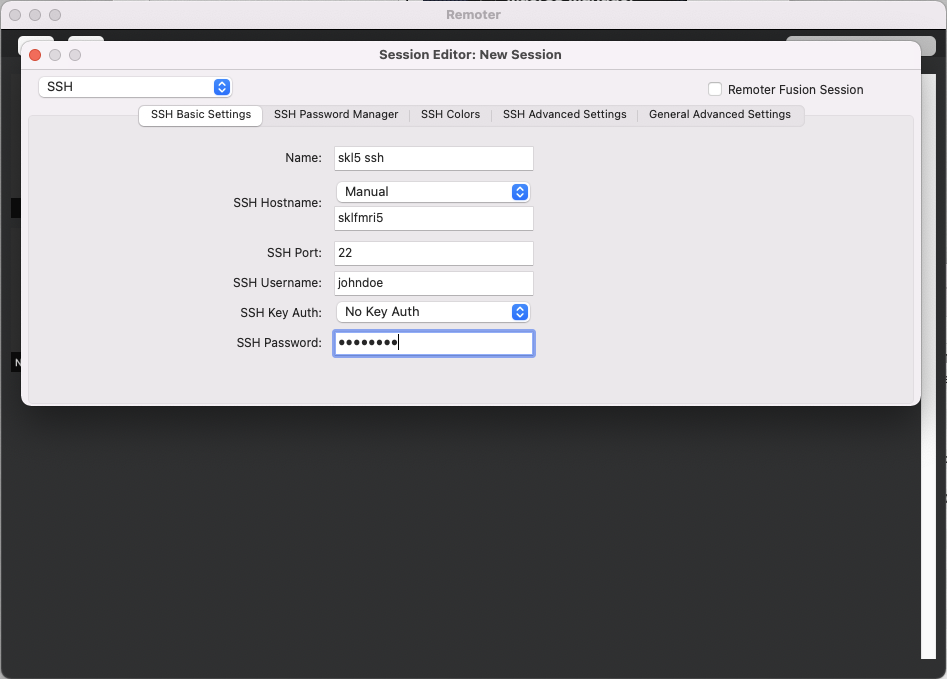 Remoter
Session Editor: New Session
SSH
Remoter Fusion Session
SSH Basic Settings
SSH Password Manager
SSH Colors
SSH Advanced Settings
General Advanced Settings
Name:
skl5 ssh
SSH Hostname:
Manual
sklfmri5
SSH Port:
22
SSH Username:
johndoe
SSH Key Auth:
No Key Auth
SSH Password:
••••••••
N